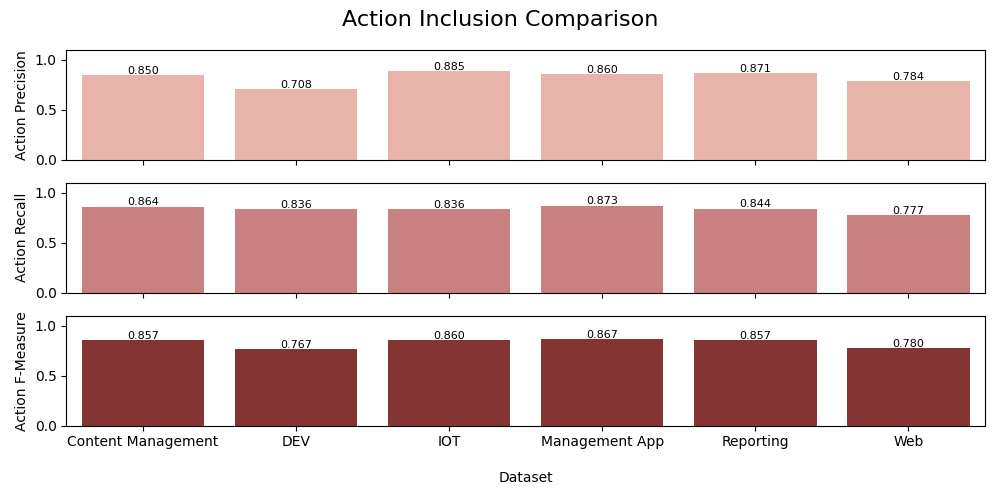 Action Inclusion Comparison
Action Precision
1.0
0.5
0.0
0.850
0.708
0.885
0.860
0.871
0.784
Action Recall
1.0
0.5
0.0
0.864
0.836
0.836
0.873
0.844
0.777
Action F-Measure
1.0
0.5
0.0
0.857
0.767
0.860
0.867
0.857
0.780
Content Management
DEV
IOT
Management App
Reporting
Web
Dataset